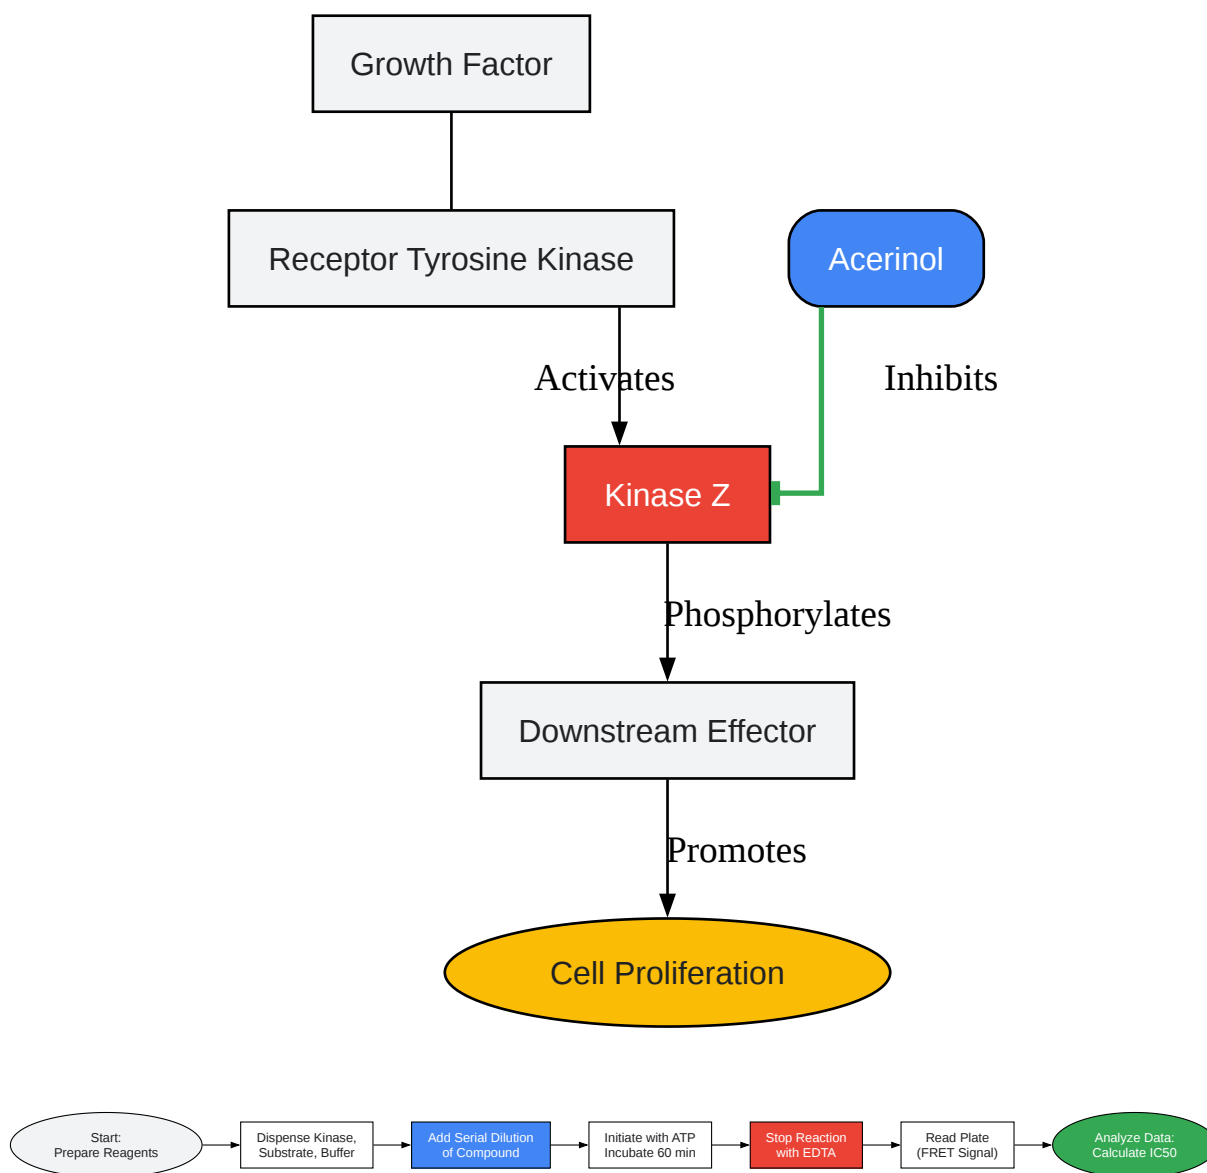 Growth Factor
Receptor Tyrosine Kinase
Acerinol
Activates
Inhibits
Kinase Z
Phosphorylates
Downstream Effector
Promotes
Cell Proliferation
Start:
Prepare Reagents
Dispense Kinase,
Substrate, Buffer
Add Serial Dilution
of Compound
Initiate with ATP
Incubate 60 min
Stop Reaction
with EDTA
Read Plate
(FRET Signal)
Analyze Data:
Calculate IC50